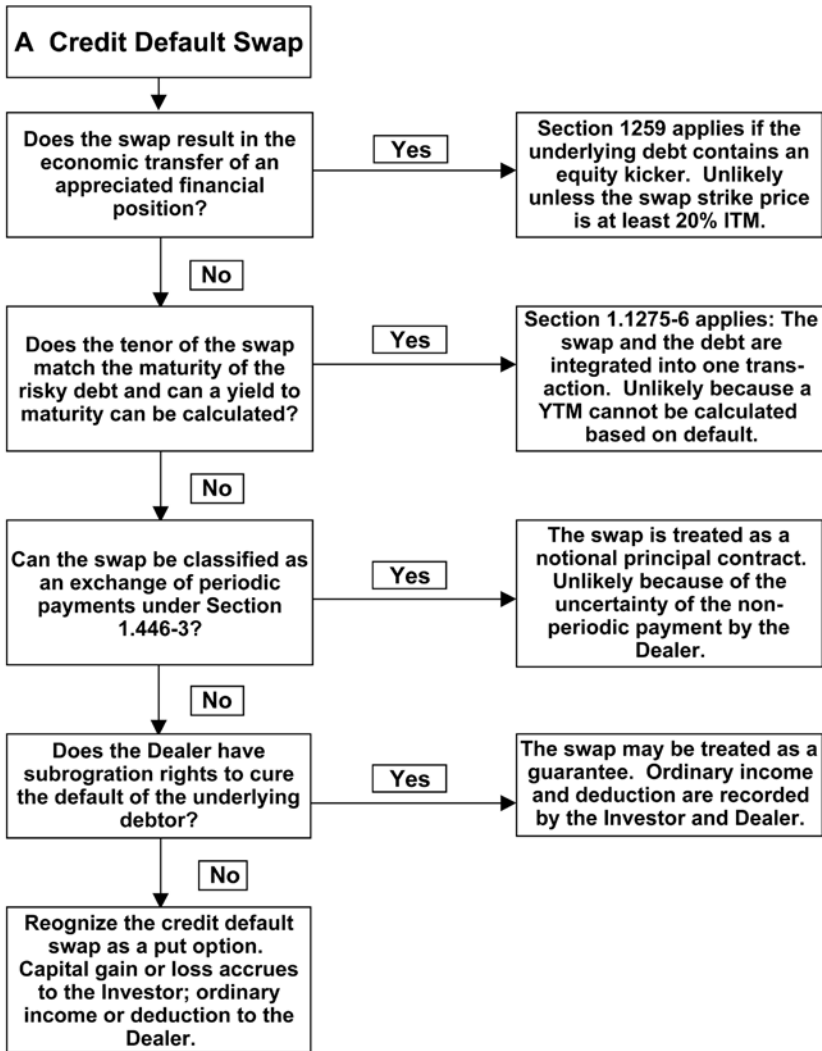 A Credit Default Swap
Does the swap result in the
economic transfer of an
appreciated financial
position?
Yes
Section 1259 applies if the
underlying debt contains an
equity kicker. Unlikely
unless the swap strike price
is at least 20% ITM.
No
Does the tenor of the swap
match the maturity of the
risky debt and can a yield to
maturity can be calculated?
Yes
Section 1.1275-6 applies: The
swap and the debt are
integrated into one trans-
action. Unlikely because a
YTM cannot be calculated
based on default.
No
Can the swap be classified as
an exchange of periodic
payments under Section
1.446-3?
Yes
The swap is treated as a
notional principal contract.
Unlikely because of the
uncertainty of the non-
periodic payment by the
Dealer.
No
Does the Dealer have
subrogration rights to cure
the default of the underlying
debtor?
Yes
The swap may be treated as a
guarantee. Ordinary income
and deduction are recorded
by the Investor and Dealer.
No
Reognize the credit default
swap as a put option.
Capital gain or loss accrues
to the Investor; ordinary
income or deduction to the
Dealer.